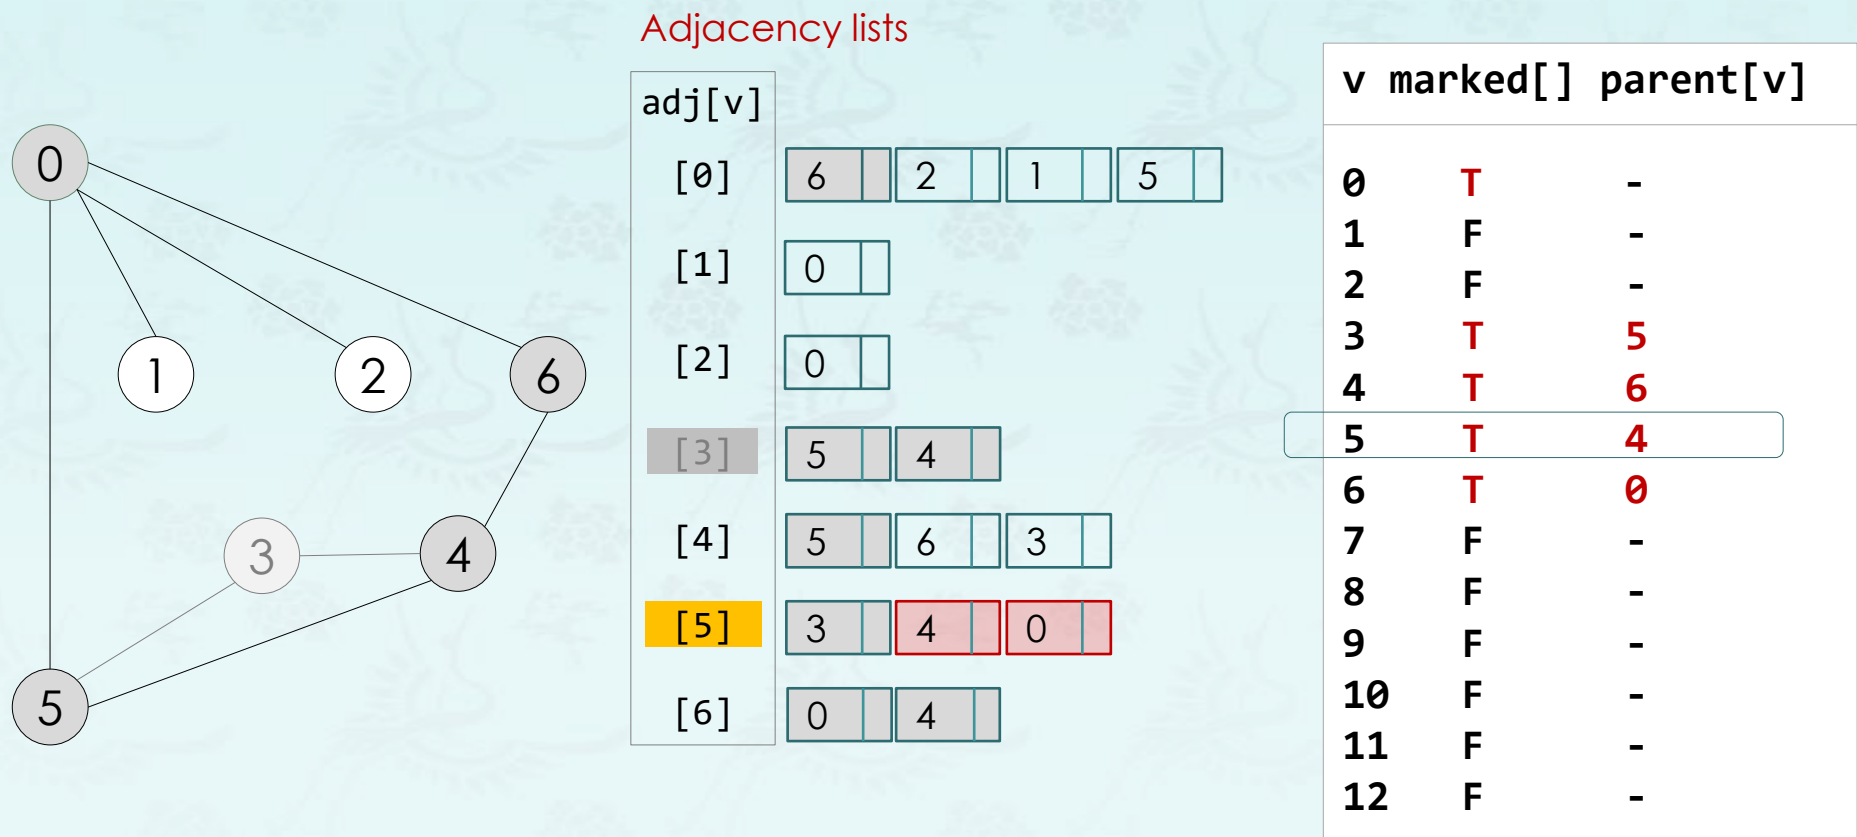 Adjacency lists
adj[v]
[0] 6 2 1 5
[1] 0
[2] 0
[3] 5 4
[4] 5 6 3
[5] 3 4 0
[6] 0 4
0
1
2
6
3
4
5
v marked[] parent[v]
0 T -
1 F -
2 F -
3 T 5
4 T 6
5 T 4
6 T 0
7 F -
8 F -
9 F -
10 F -
11 F -
12 F -